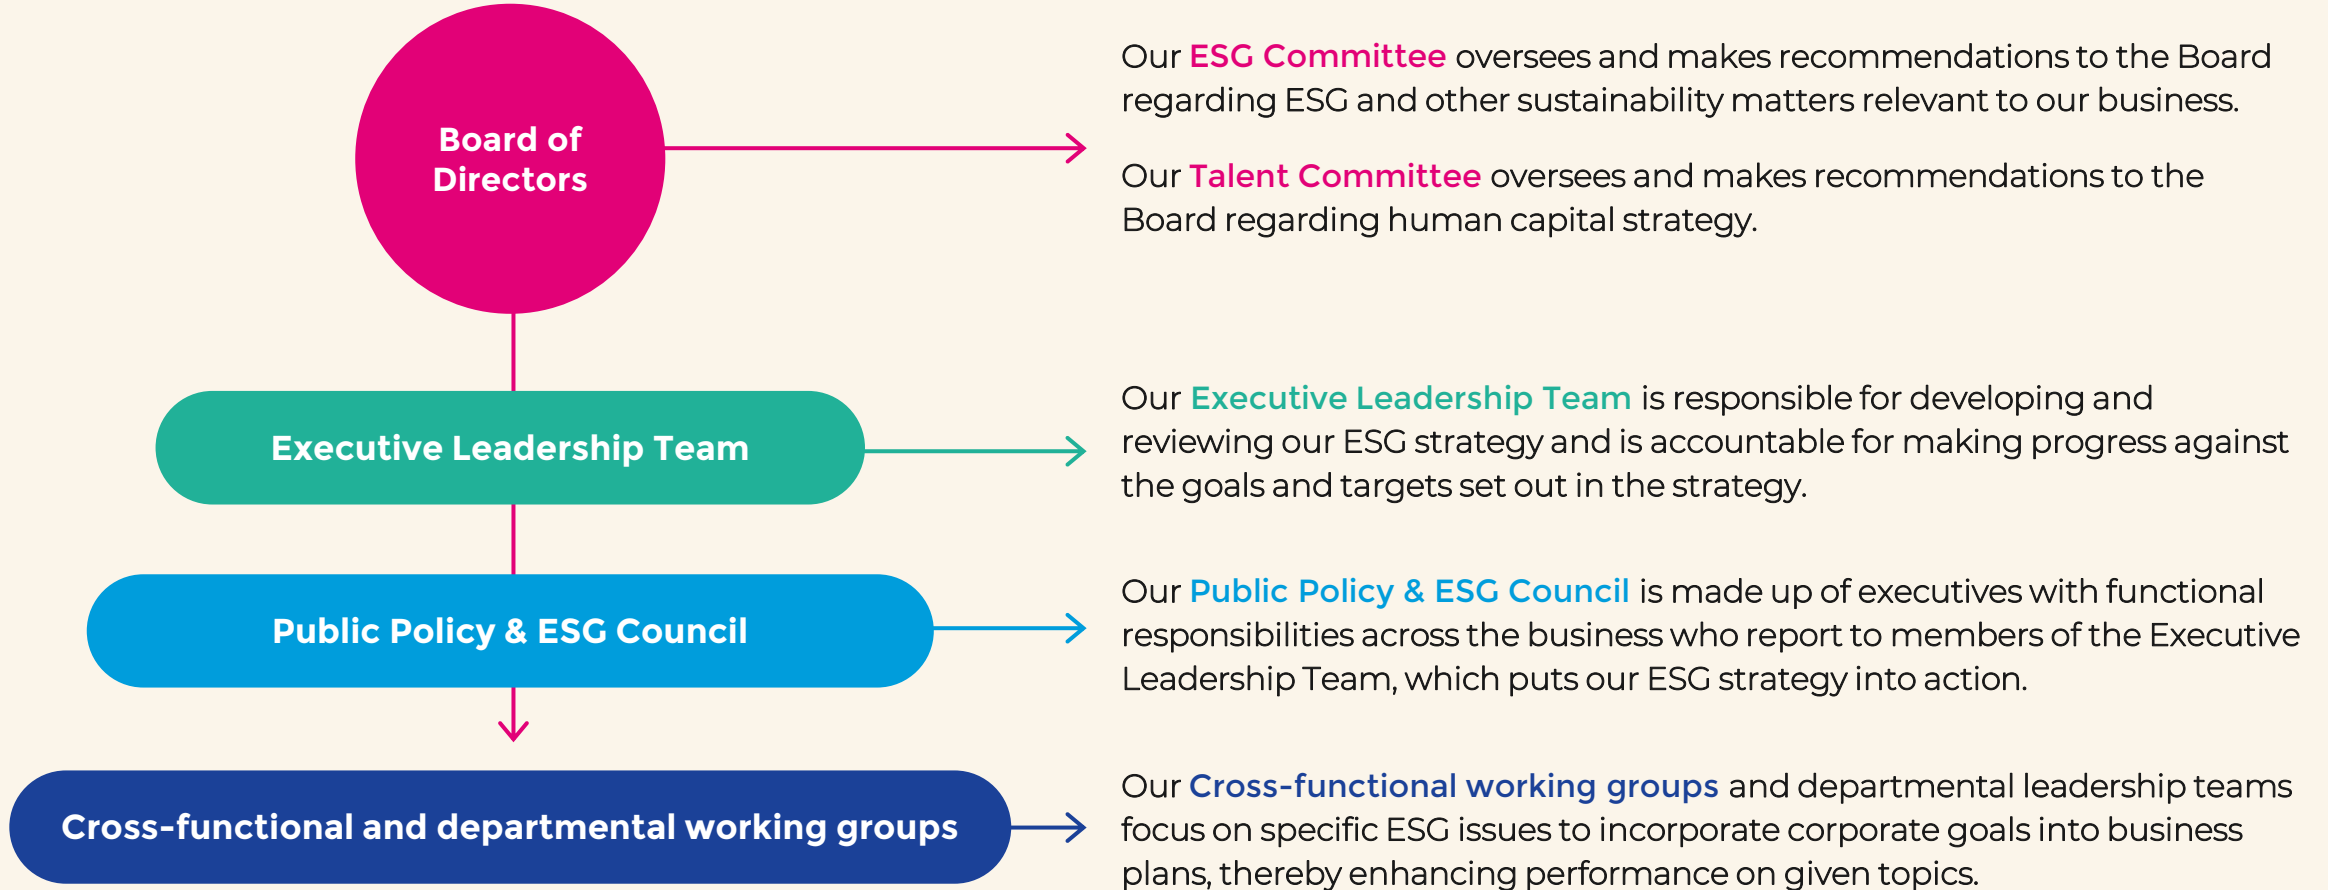 Board of
Directors
Our ESG Committee oversees and makes recommendations to the Board
regarding ESG and other sustainability matters relevant to our business.
Our Talent Committee oversees and makes recommendations to the
Board regarding human capital strategy.
Executive Leadership Team
Our Executive Leadership Team is responsible for developing and
reviewing our ESG strategy and is accountable for making progress against
the goals and targets set out in the strategy.
Public Policy & ESG Council
Our Public Policy & ESG Council is made up of executives with functional
responsibilities across the business who report to members of the Executive
Leadership Team, which puts our ESG strategy into action.
Cross-functional and departmental working groups
Our Cross-functional working groups and departmental leadership teams
focus on specific ESG issues to incorporate corporate goals into business
plans, thereby enhancing performance on given topics.